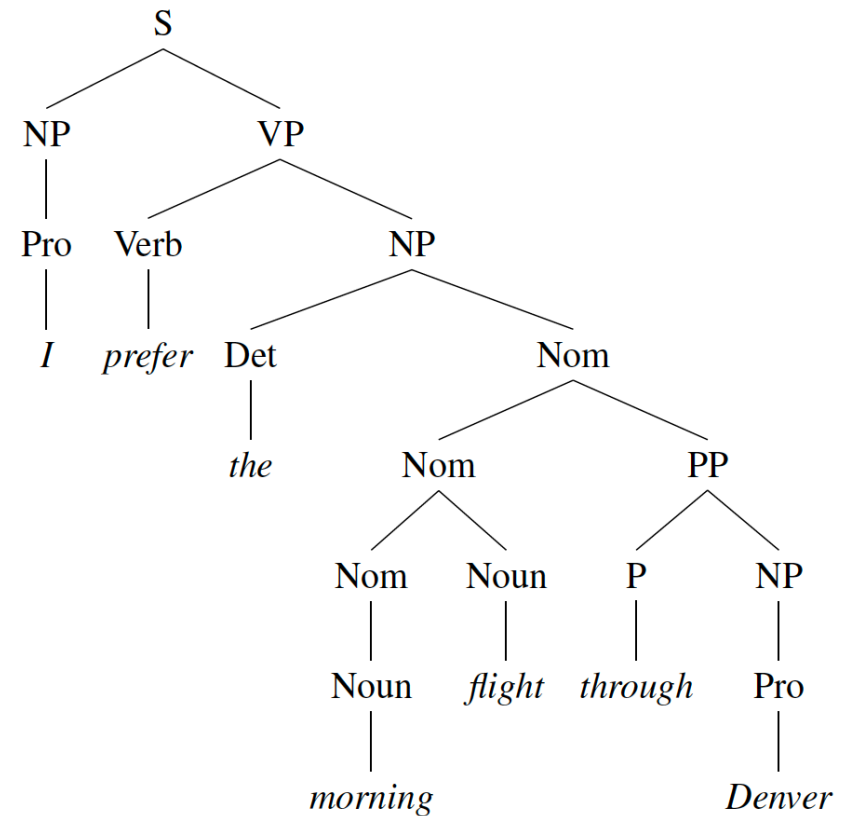 S
NP VP
Pro Verb NP
I prefer Det Nom
the Nom PP
Nom Noun P NP
Noun flight through Pro
morning Denver